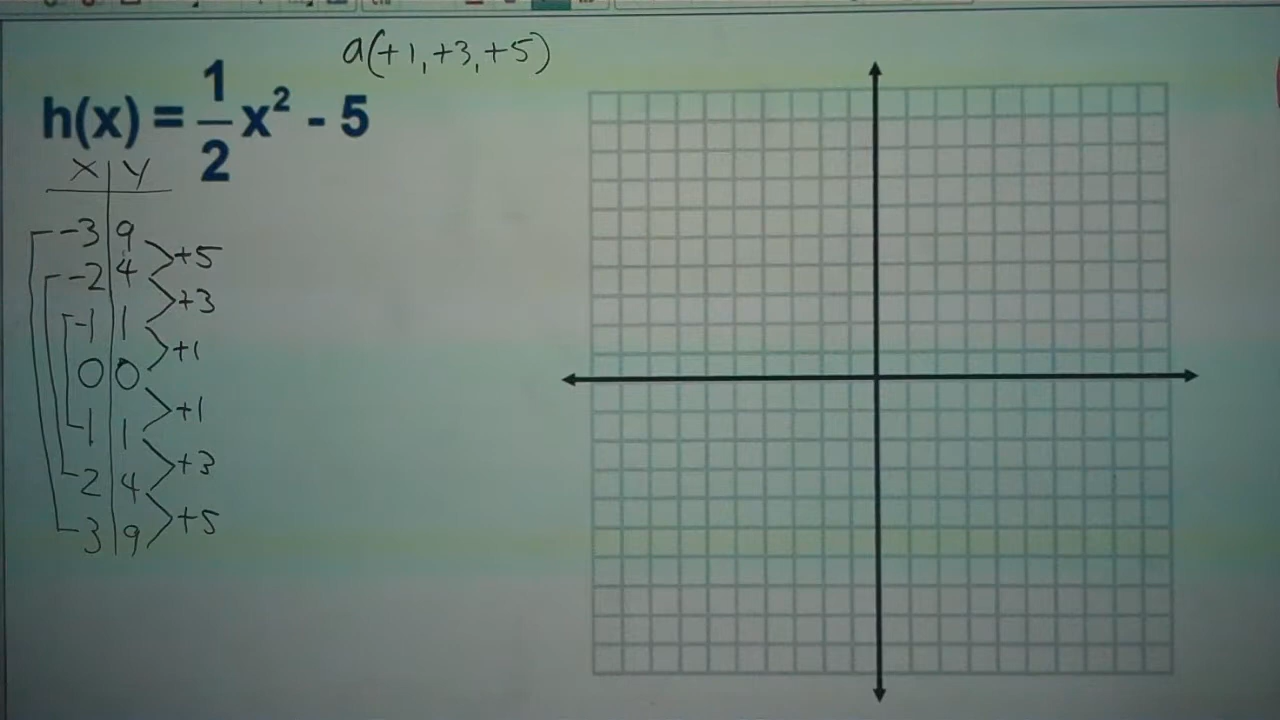 a(+1,+3,+5)
h(x) = 1/2 x² - 5
X | Y
-3 | 9
+5
-2 | 4
+3
-1 | 1
+1
0 | 0
+1
1 | 1
+3
2 | 4
+5
3 | 9